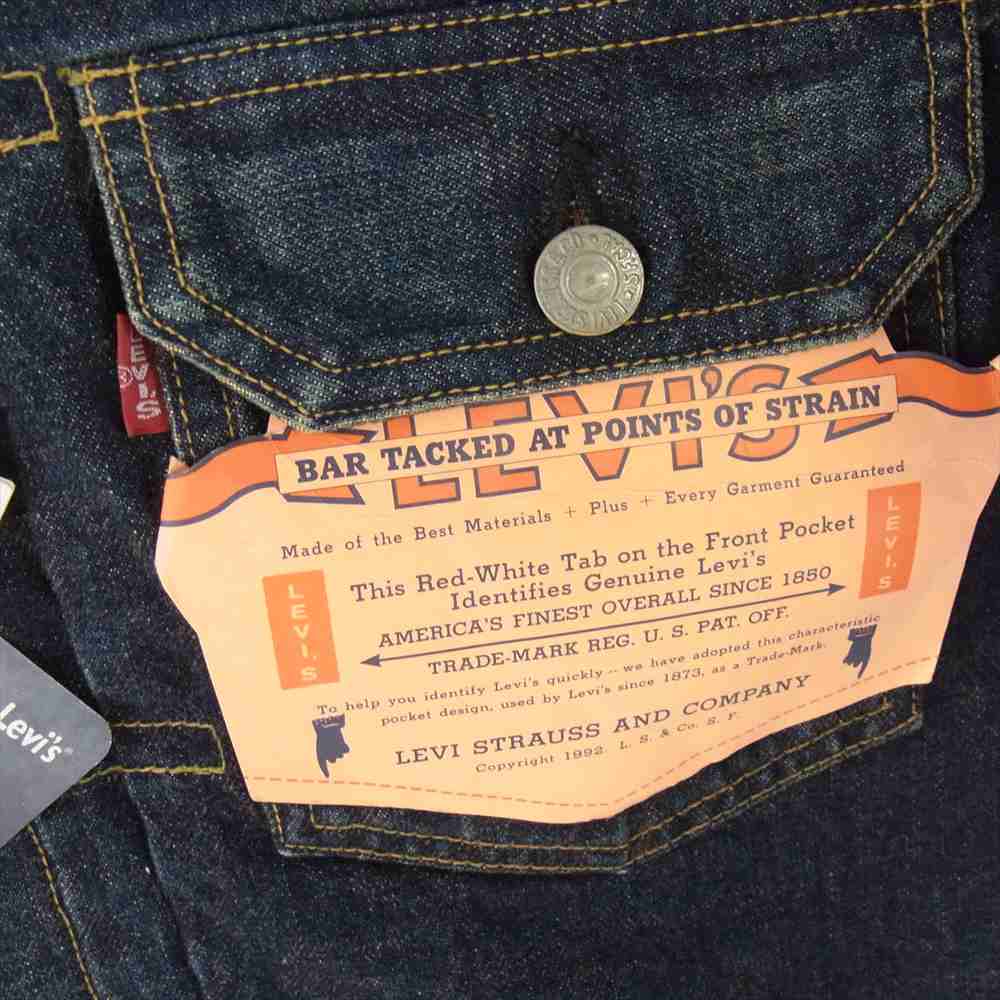 LEVI'S
BAR TACKED AT POINTS OF STRAIN
Made of the Best Materials + Plus + Every Garment Guaranteed
This Red-White Tab on the Front Pocket
Identifies Genuine Levi's
AMERICA'S FINEST OVERALL SINCE 1850
TRADE-MARK REG. U. S. PAT. OFF.
To help you identify Levi's quickly .. we have adopted this characteristic
pocket design, used by Levi's since 1873, as a Trade-Mark.
LEVI STRAUSS AND COMPANY
Copyright 1992 L. S. & Co. S. F.
LEVI'S
LEVI'S
LEVI'S ®
Levi's®